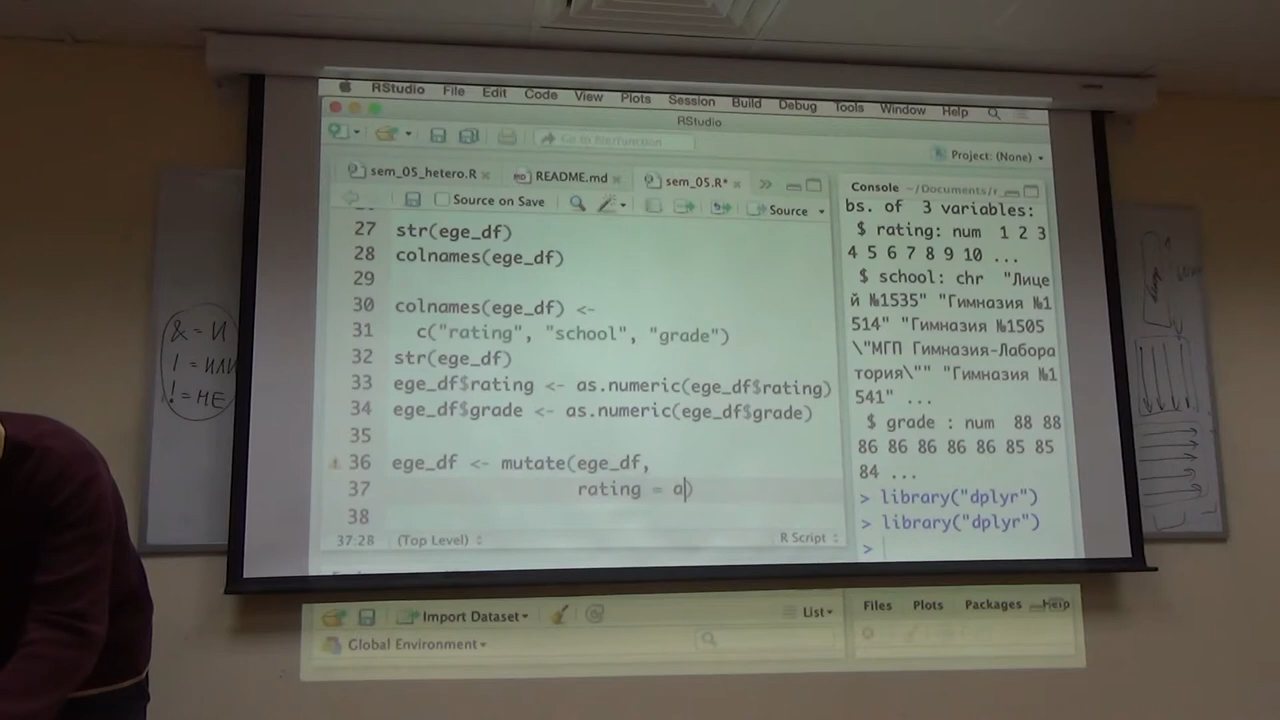 RStudio File Edit Code View Plots Session Build Debug Tools Window Help
RStudio
Go to file/function
Project: (None)
sem_05_hetero.R
README.md
sem_05.R*
Source on Save
Source
27 str(ege_df)
28 colnames(ege_df)
29
30 colnames(ege_df) <-
31 c("rating", "school", "grade")
32 str(ege_df)
33 ege_df$rating <- as.numeric(ege_df$rating)
34 ege_df$grade <- as.numeric(ege_df$grade)
35
36 ege_df <- mutate(ege_df,
37 rating = a)
38
37:28 (Top Level)
R Script
Console ~/Documents/
bs. of 3 variables:
$ rating: num 1 2 3
4 5 6 7 8 9 10 ...
$ school: chr "Лице
й №1535" "Гимназия №1
514" "Гимназия №1505
\"МГП Гимназия-Лабора
тория\"" "Гимназия №1
541" ...
$ grade : num 88 88
86 86 86 86 86 85 85
84 ...
> library("dplyr")
> library("dplyr")
>
Import Dataset
List
Global Environment
Files Plots Packages Help
& = И
| = ИЛИ
! = НЕ